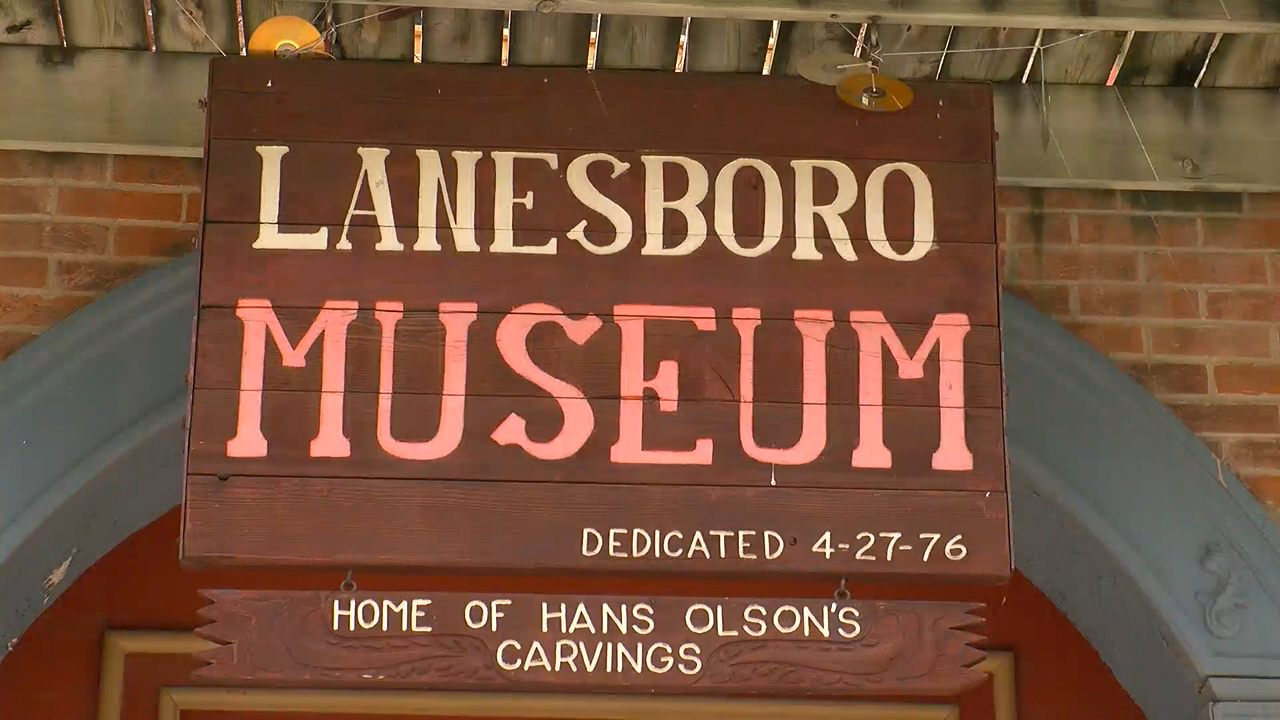 LANESBORO
MUSEUM
DEDICATED 4-27-76
HOME OF HANS OLSON'S
CARVINGS